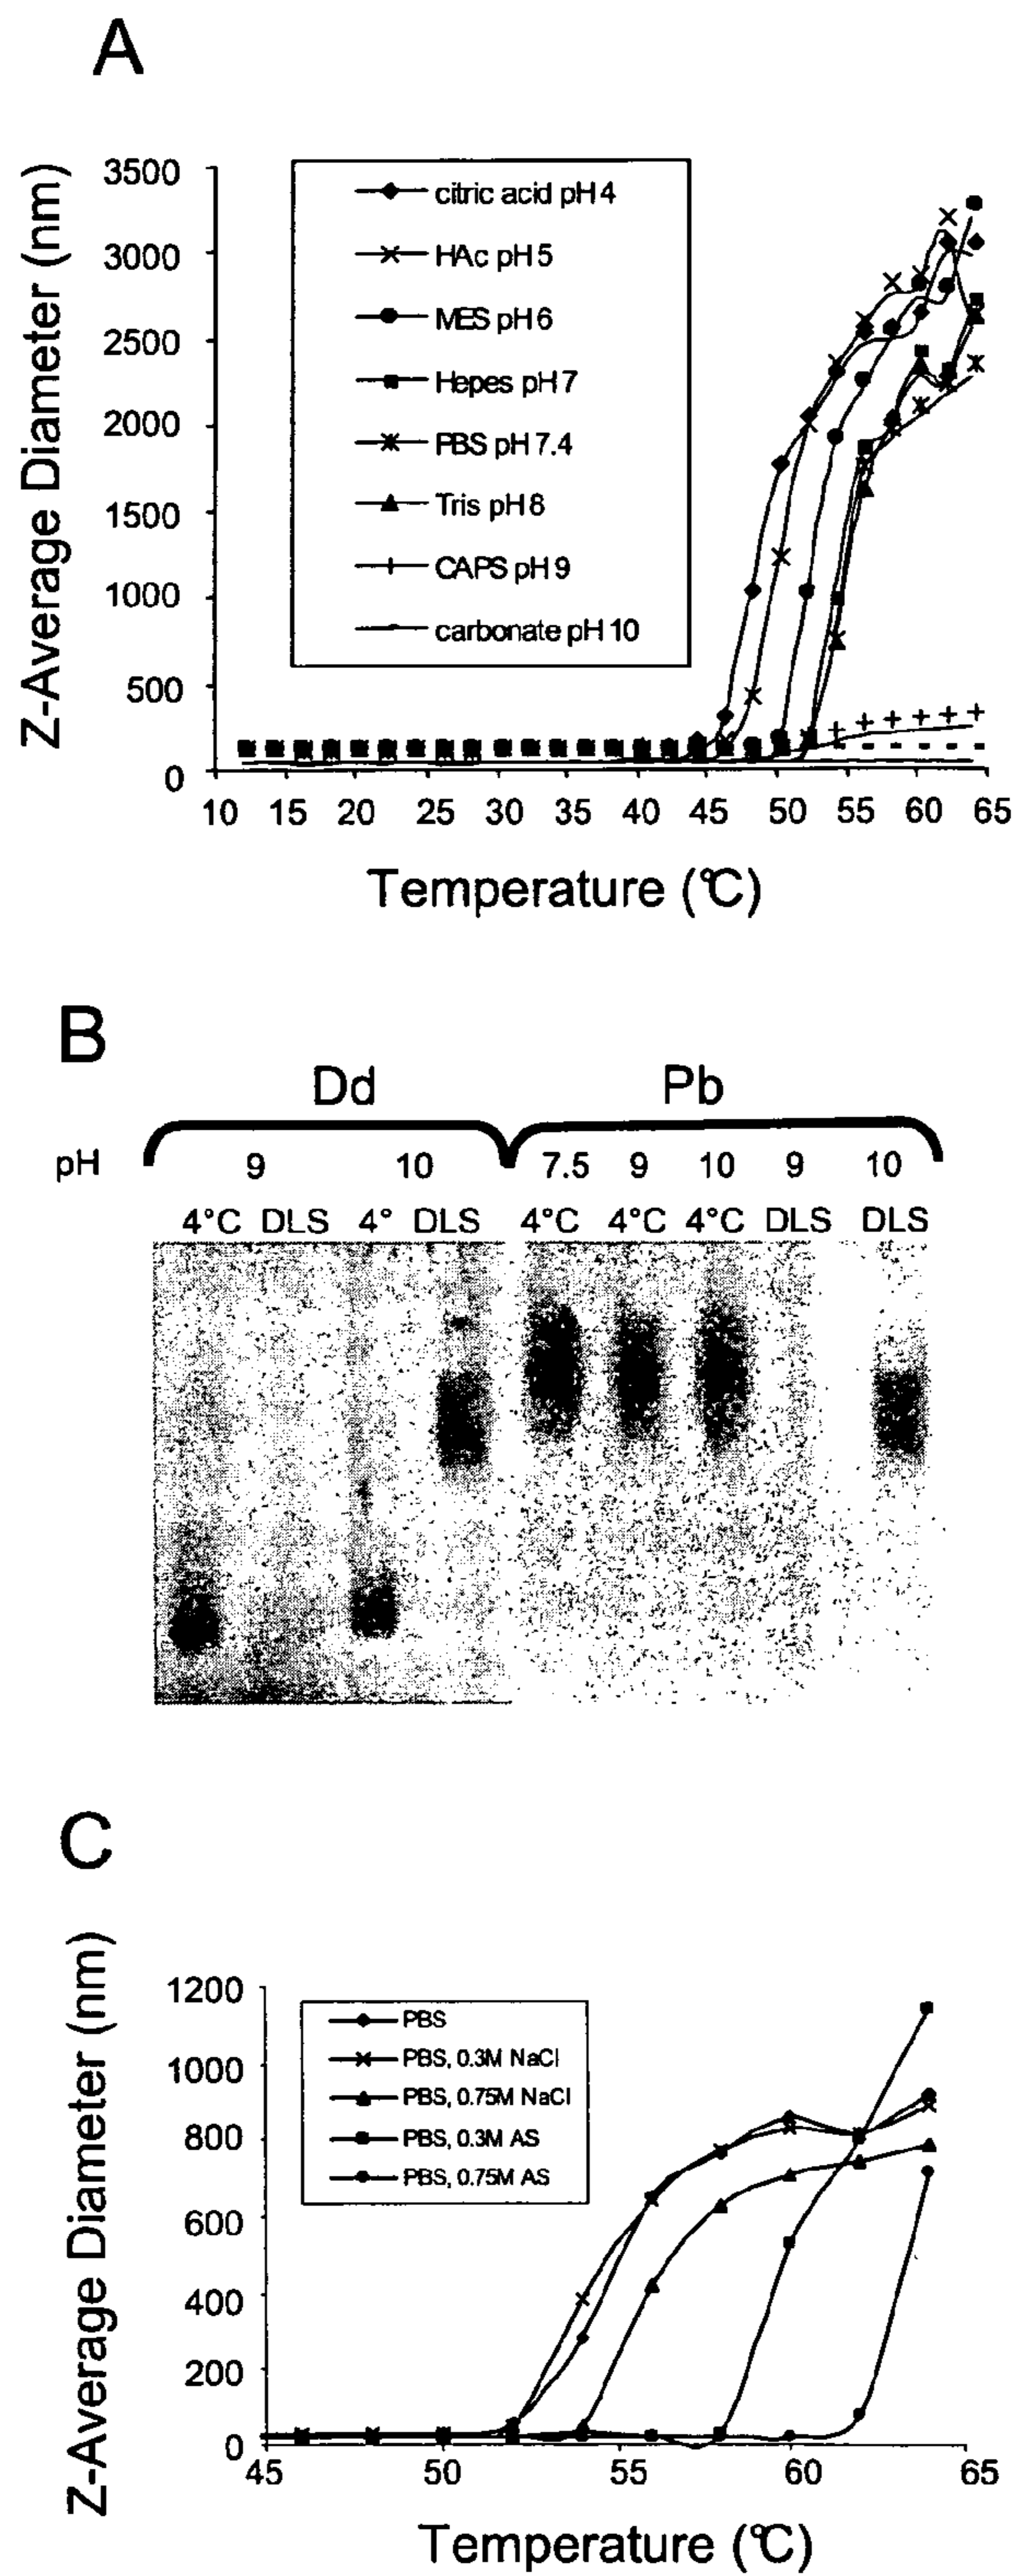 A
Z-Average Diameter (nm)
3500
3000
2500
2000
1500
1000
500
0
citric acid pH 4
HAc pH 5
MES pH 6
Hepes pH 7
PBS pH 7.4
Tris pH 8
CAPS pH 9
carbonate pH 10
10 15 20 25 30 35 40 45 50 55 60 65
Temperature (°C)
B
Dd Pb
pH 9 10 7.5 9 10 9 10
4°C DLS 4° DLS 4°C 4°C 4°C DLS DLS
C
Z-Average Diameter (nm)
1200
1000
800
600
400
200
0
PBS
PBS, 0.3M NaCl
PBS, 0.75M NaCl
PBS, 0.3M AS
PBS, 0.75M AS
45 50 55 60 65
Temperature (°C)